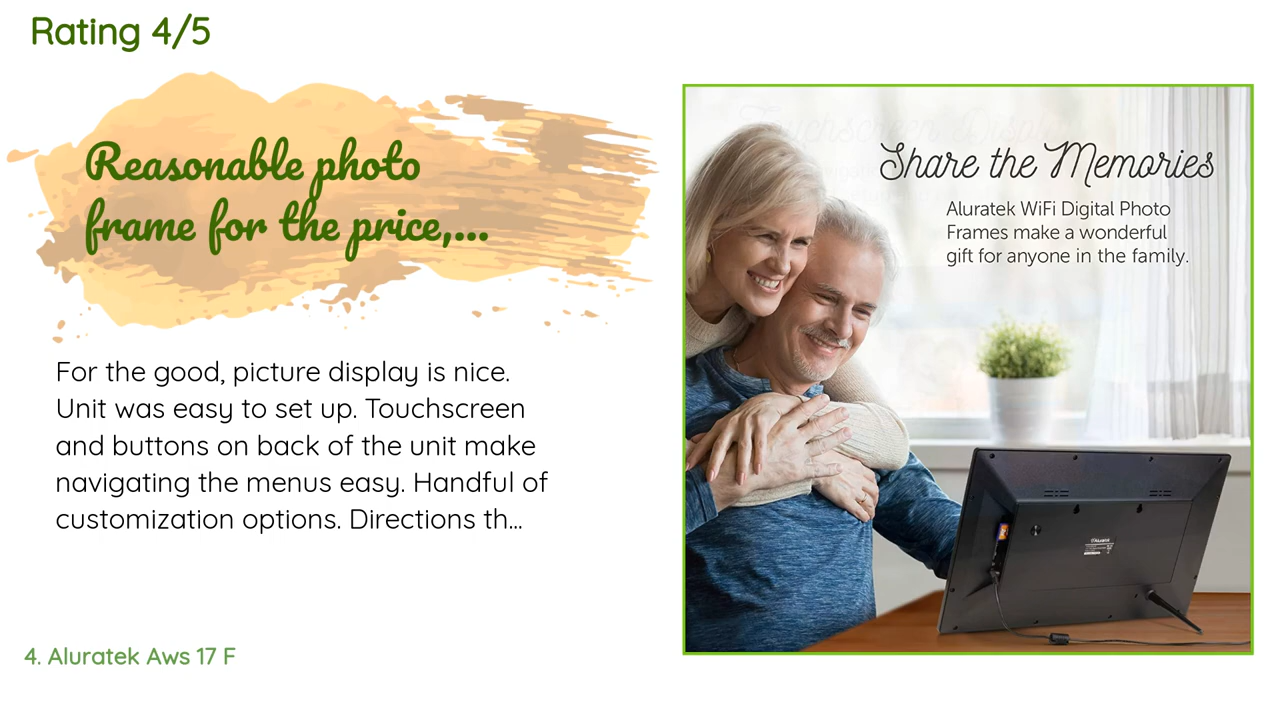 Rating 4/5
Reasonable photo
frame for the price,...
For the good, picture display is nice.
Unit was easy to set up. Touchscreen
and buttons on back of the unit make
navigating the menus easy. Handful of
customization options. Directions th...
4. Aluratek Aws 17 F
Touchscreen Display
Share the Memories
Aluratek WiFi Digital Photo
Frames make a wonderful
gift for anyone in the family.
Aluratek